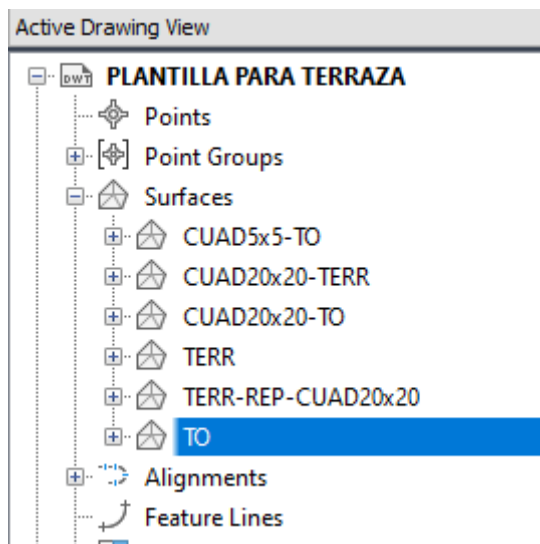 Active Drawing View
DWT PLANTILLA PARA TERRAZA
Points
Point Groups
Surfaces
CUAD5x5-TO
CUAD20x20-TERR
CUAD20x20-TO
TERR
TERR-REP-CUAD20x20
TO
Alignments
Feature Lines